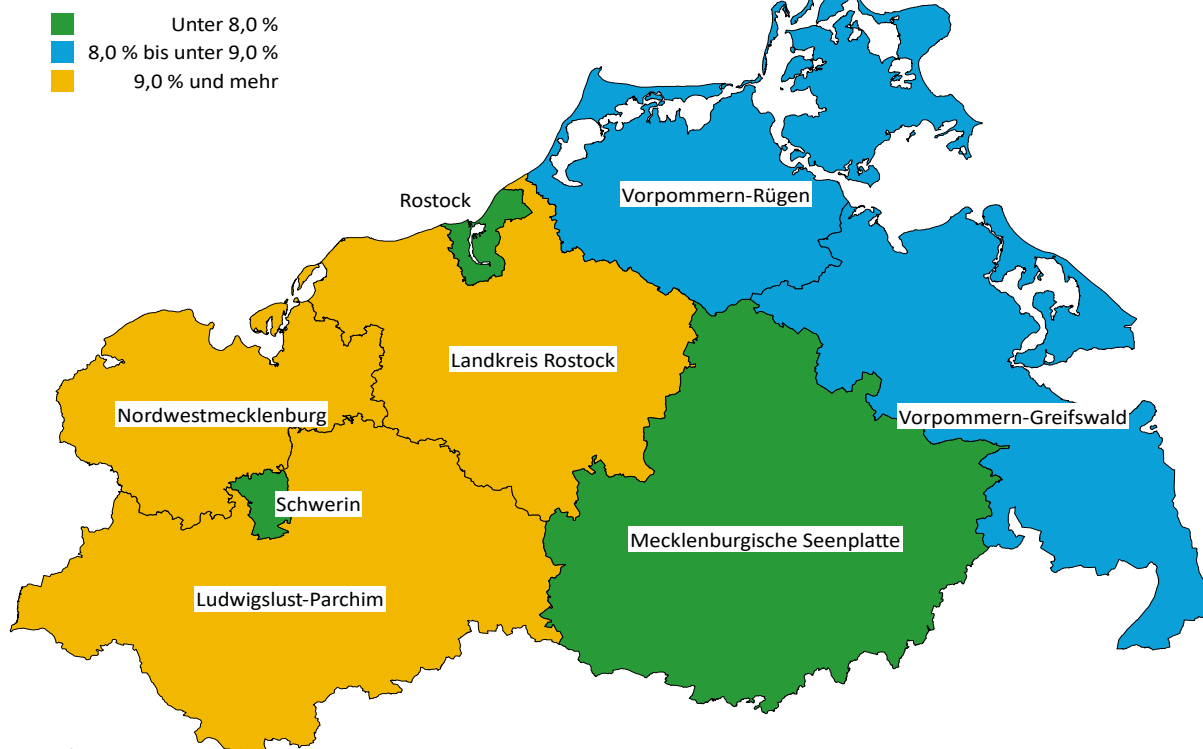 Unter 8,0 %
8,0 % bis unter 9,0 %
9,0 % und mehr
Rostock
Vorpommern-Rügen
Landkreis Rostock
Nordwestmecklenburg
Vorpommern-Greifswald
Schwerin
Mecklenburgische Seenplatte
Ludwigslust-Parchim